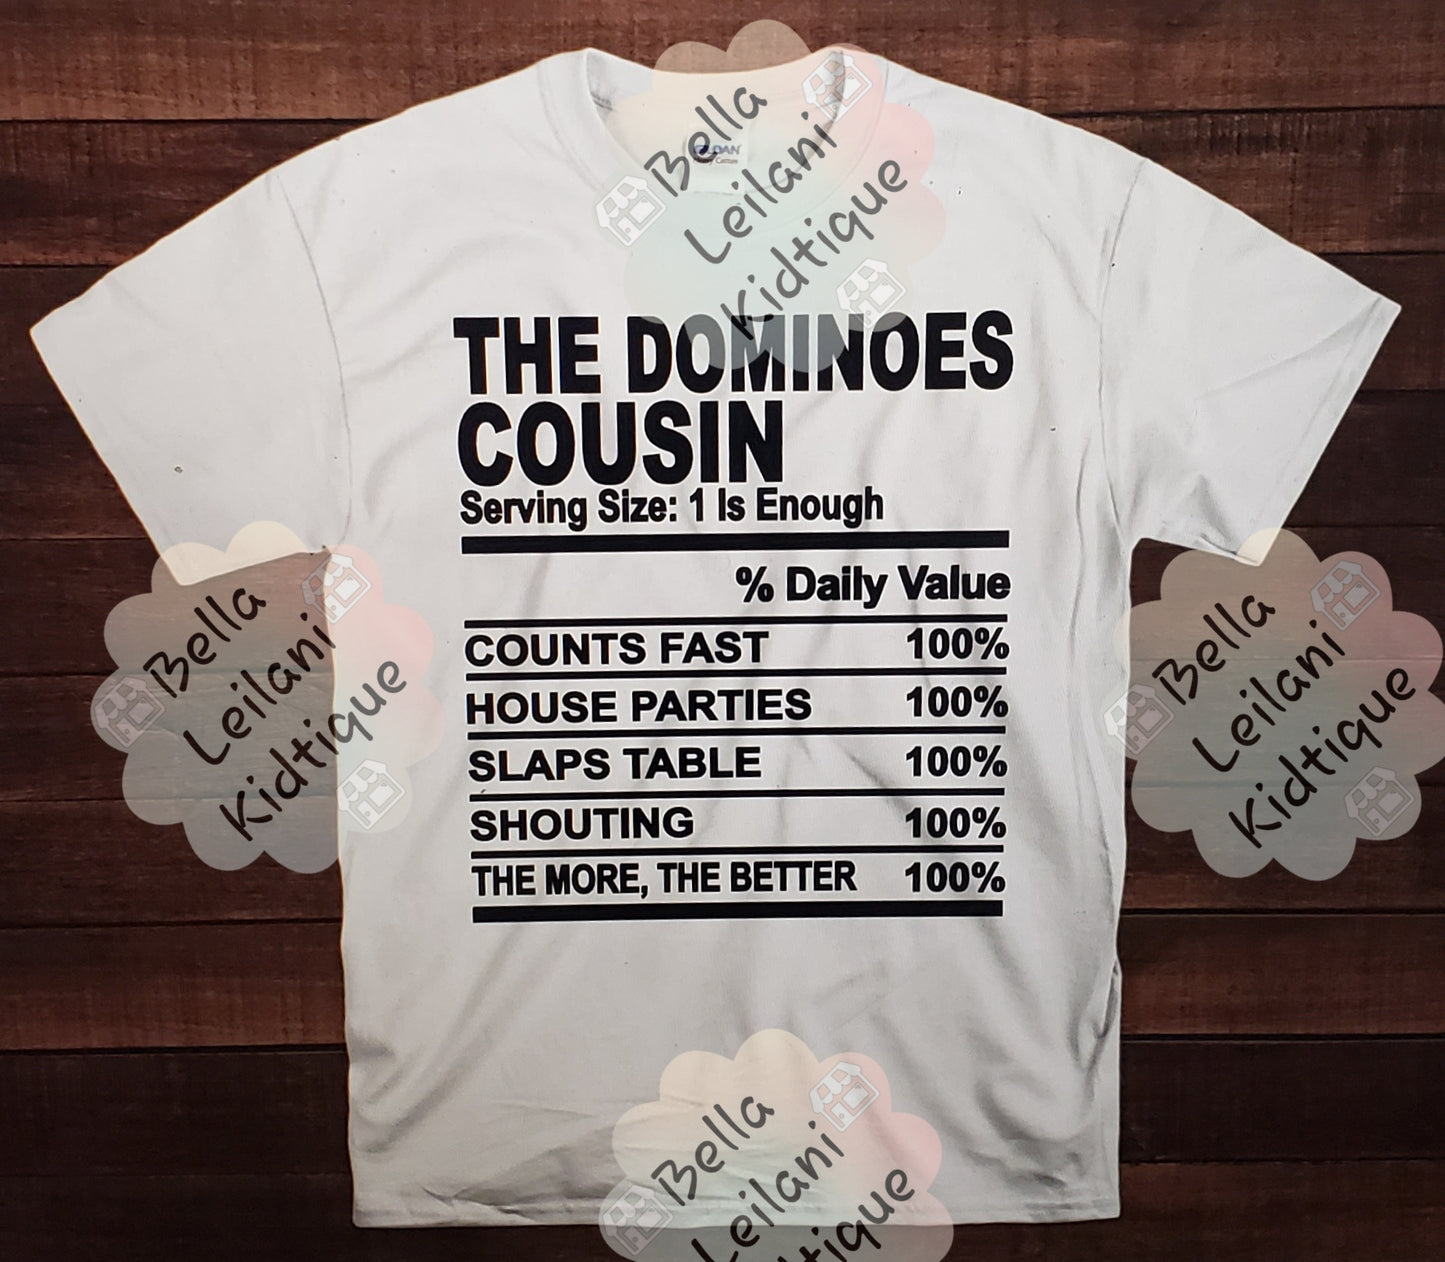 Bella
Leilani
Kidtique
THE DOMINOES
COUSIN
Serving Size: 1 Is Enough
% Daily Value
COUNTS FAST 100%
HOUSE PARTIES 100%
SLAPS TABLE 100%
SHOUTING 100%
THE MORE, THE BETTER 100%
Bella
Leilani
Kidtique
Bella
Leilani
Kidtique
Bella
Leilani
Kidtique